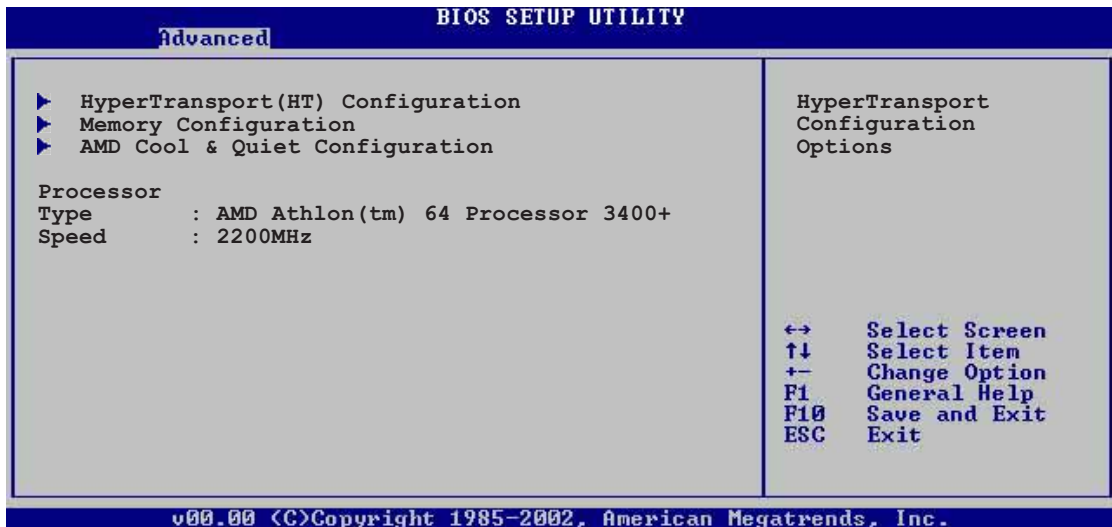 BIOS SETUP UTILITY
Advanced
HyperTransport(HT) Configuration
Memory Configuration
AMD Cool & Quiet Configuration
Processor
Type : AMD Athlon(tm) 64 Processor 3400+
Speed : 2200MHz
HyperTransport
Configuration
Options
←→ Select Screen
↑↓ Select Item
+- Change Option
F1 General Help
F10 Save and Exit
ESC Exit
v00.00 (C)Copyright 1985-2002, American Megatrends, Inc.